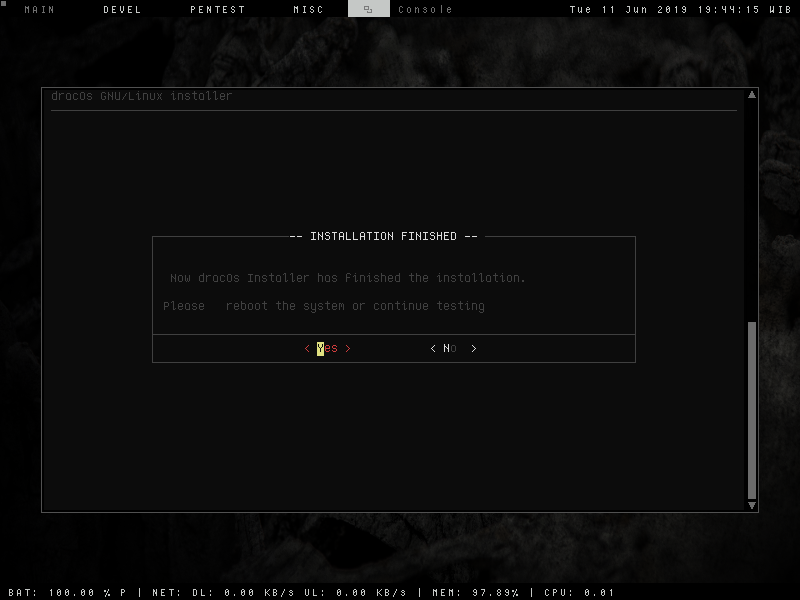 MAIN DEVEL PENTEST MISC Console Tue 11 Jun 2019 19:44:15 WIB
dracOs GNU/Linux installer
-- INSTALLATION FINISHED --
Now dracOs Installer has Finished the installation.
Please reboot the system or continue testing
< Yes > < No >
BAT: 100.00 % P | NET: DL: 0.00 KB/s UL: 0.00 KB/s | MEM: 97.89% | CPU: 0.01